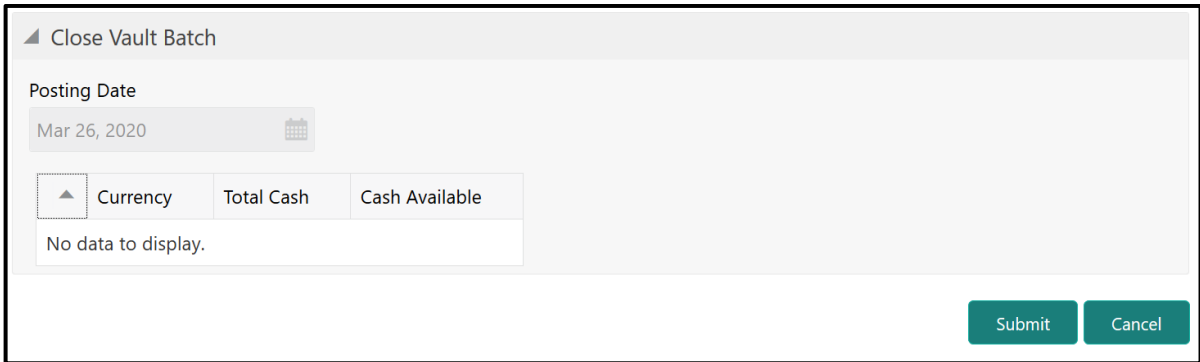 Close Vault Batch
Posting Date
Mar 26, 2020
Currency Total Cash Cash Available
No data to display.
Submit Cancel